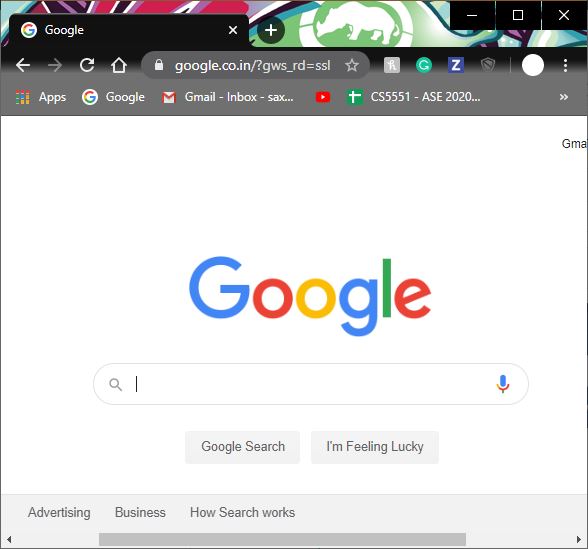 Google
google.co.in/?gws_rd=ssl
Apps Google Gmail - Inbox - sax... CS5551 - ASE 2020...
Gma
Google
Google Search I'm Feeling Lucky
Advertising Business How Search works